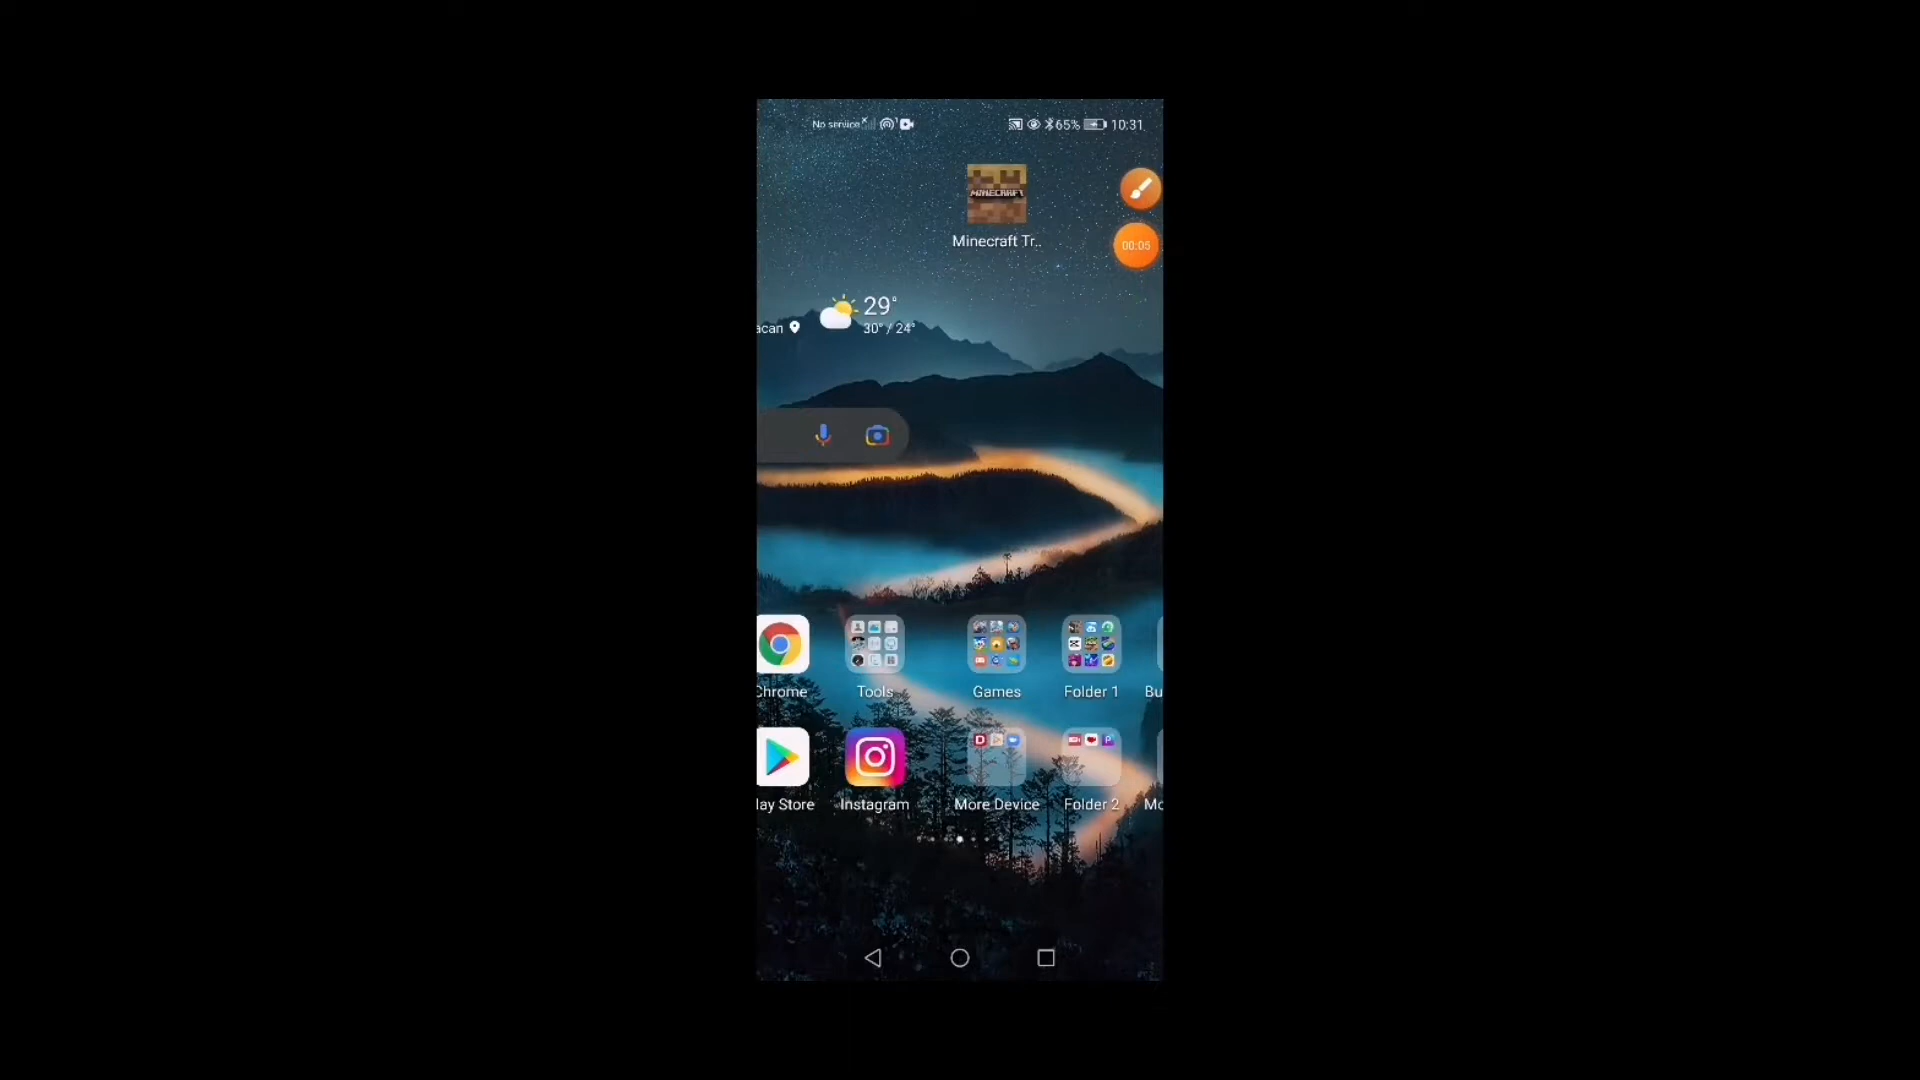 No service 65% 10:31
MINECRAFT
Minecraft Tr..
00:05
29°
acan 30° / 24°
Chrome Tools Games Folder 1 Bu
lay Store Instagram More Device Folder 2 Mo